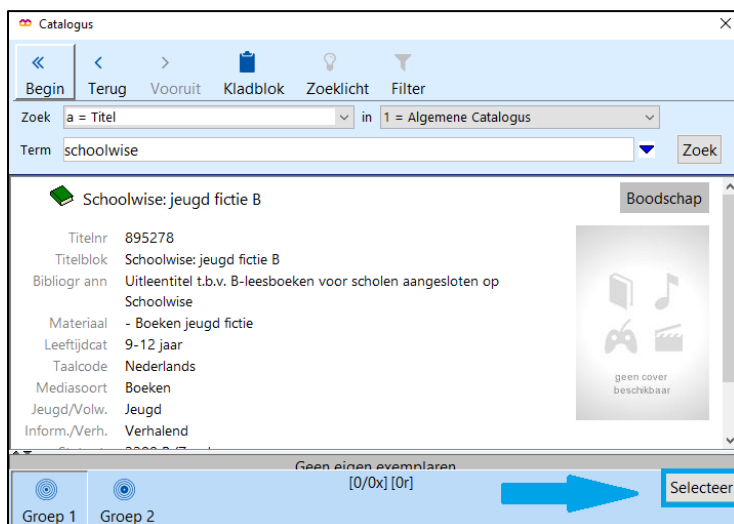 Catalogus
Begin Terug Vooruit Kladblok Zoeklicht Filter
Zoek a = Titel in 1 = Algemene Catalogus
Term schoolwise Zoek
Schoolwise: jeugd fictie B Boodschap
Titelnr 895278
Titelblok Schoolwise: jeugd fictie B
Bibliogr ann Uitleentitel t.b.v. B-leesboeken voor scholen aangesloten op
Schoolwise
Materiaal - Boeken jeugd fictie
Leeftijdcat 9-12 jaar
Taalcode Nederlands
Mediasoort Boeken
Jeugd/Volw. Jeugd
Inform./Verh. Verhalend
geen cover
beschikbaar
Geen eigen exemplaren
[0/0x] [0r] Selecteer
Groep 1 Groep 2